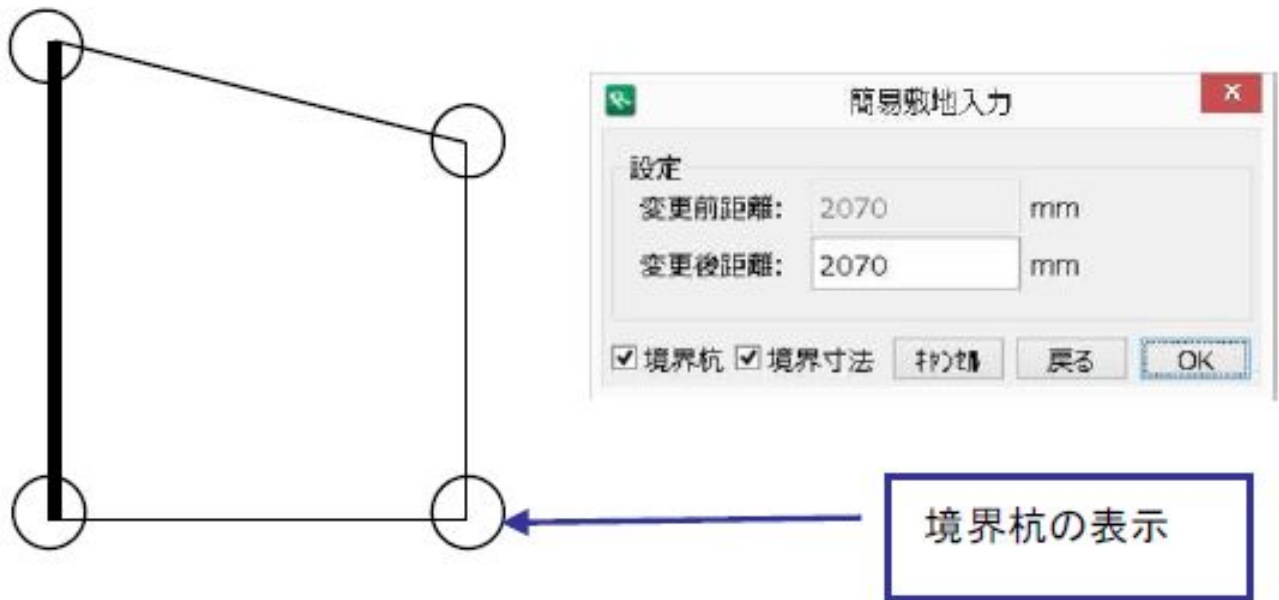 簡易敷地入力
設定
変更前距離: 2070 mm
変更後距離: 2070 mm
境界杭 境界寸法 ｷｬﾝｾﾙ 戻る OK
境界杭の表示